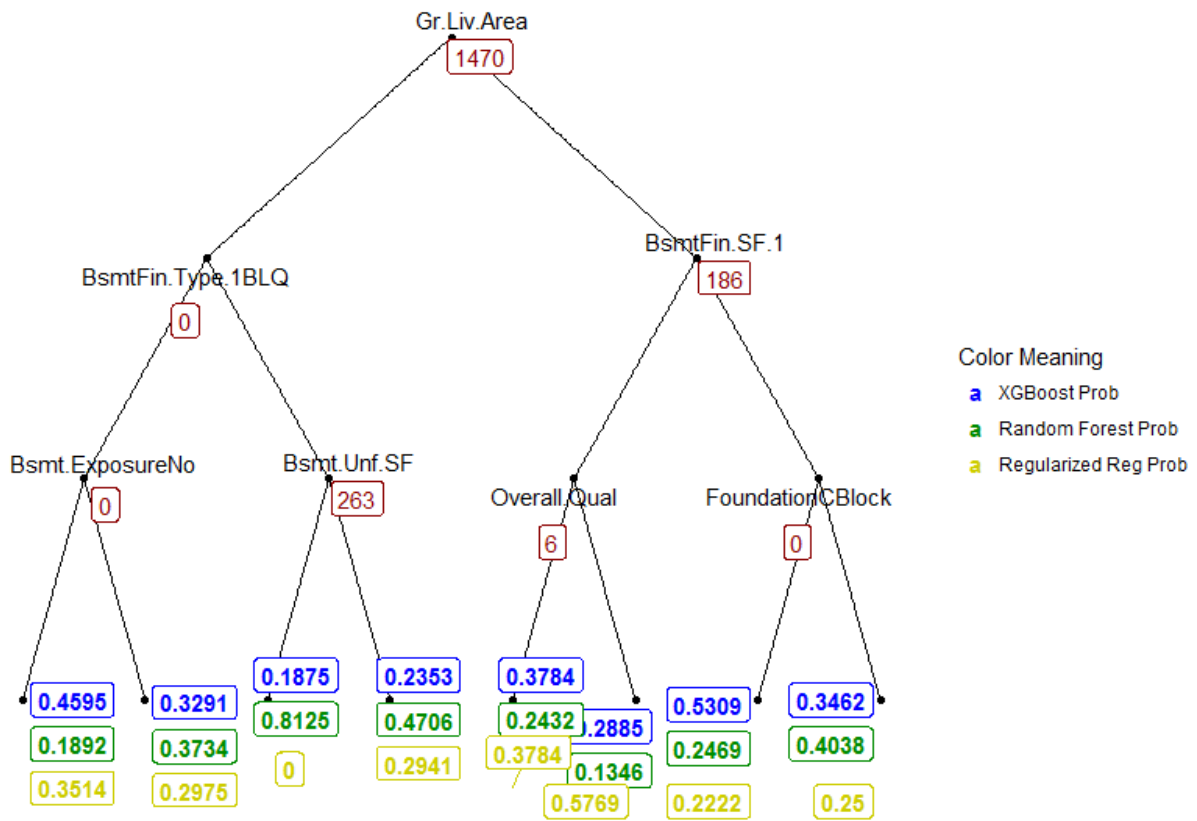 Gr.Liv.Area
1470
BsmtFin.SF.1
BsmtFin.Type.1BLQ
186
0
Color Meaning
a XGBoost Prob
a Random Forest Prob
a Regularized Reg Prob
Bsmt.ExposureNo
Bsmt.Unf.SF
Overall.Qual
FoundationCBlock
0
263
6
0
0.4595
0.3291
0.1875
0.2353
0.3784
0.2885
0.5309
0.3462
0.1892
0.3734
0.8125
0.4706
0.2432
0.1346
0.2469
0.4038
0.3514
0.2975
0
0.2941
0.3784
0.5769
0.2222
0.25